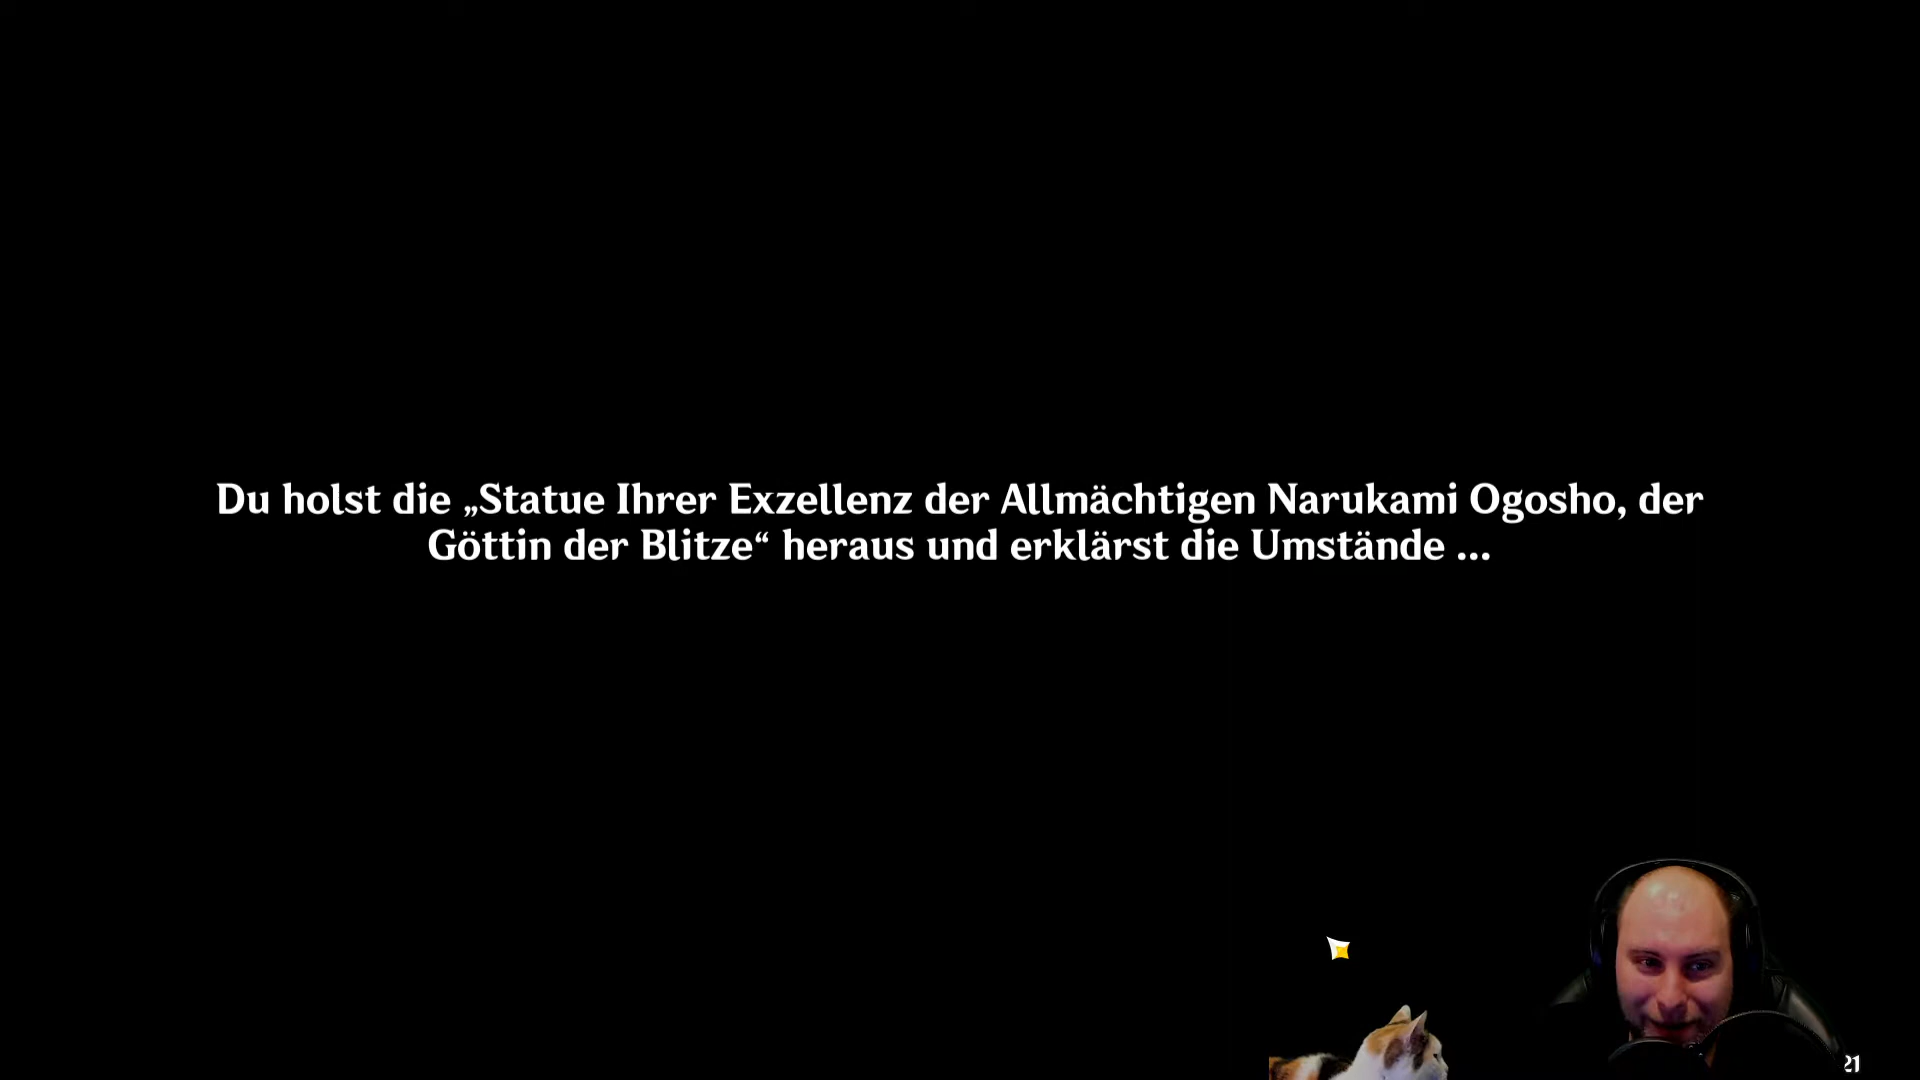 Du holst die „Statue Ihrer Exzellenz der Allmächtigen Narukami Ogosho, der
Göttin der Blitze“ heraus und erklärst die Umstände ...
21